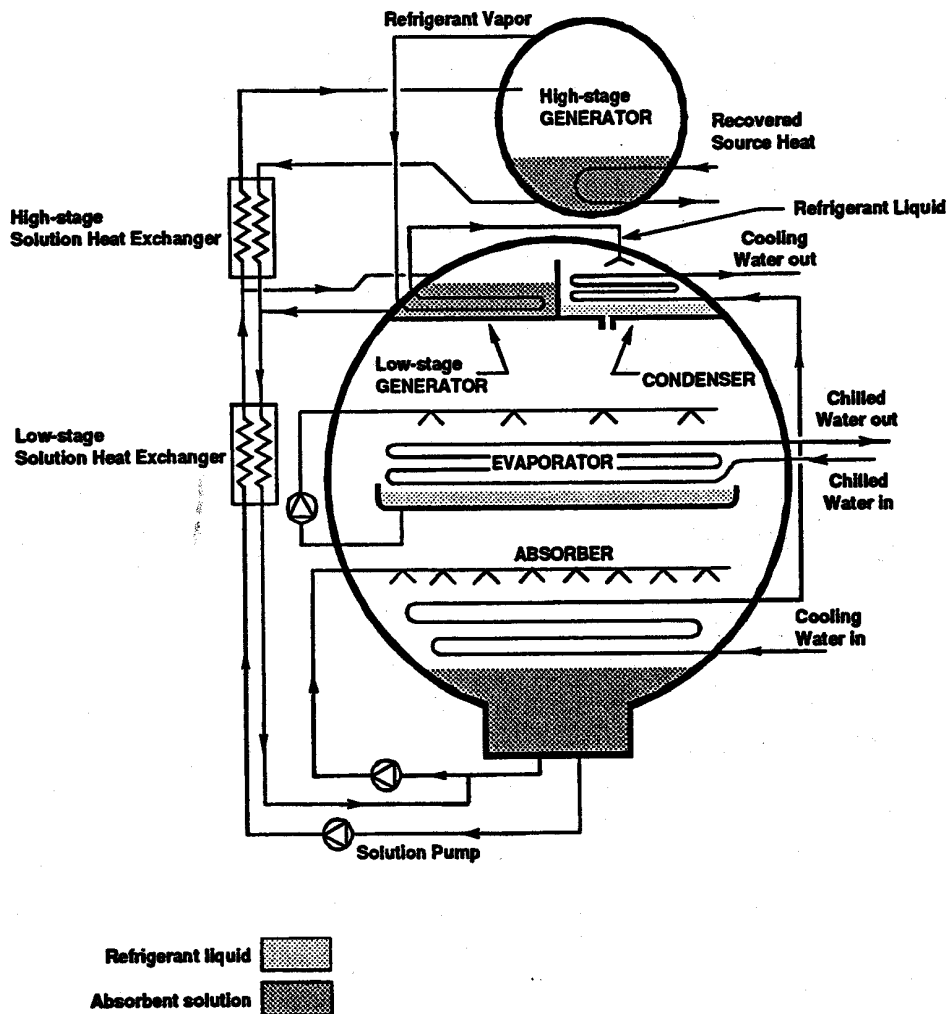 Refrigerant Vapor
High-stage
GENERATOR
Recovered
Source Heat
High-stage
Solution Heat Exchanger
Refrigerant Liquid
Cooling
Water out
Low-stage
GENERATOR
CONDENSER
Chilled
Water out
Low-stage
Solution Heat Exchanger
EVAPORATOR
Chilled
Water in
ABSORBER
Cooling
Water in
Solution Pump
Refrigerant liquid
Absorbent solution